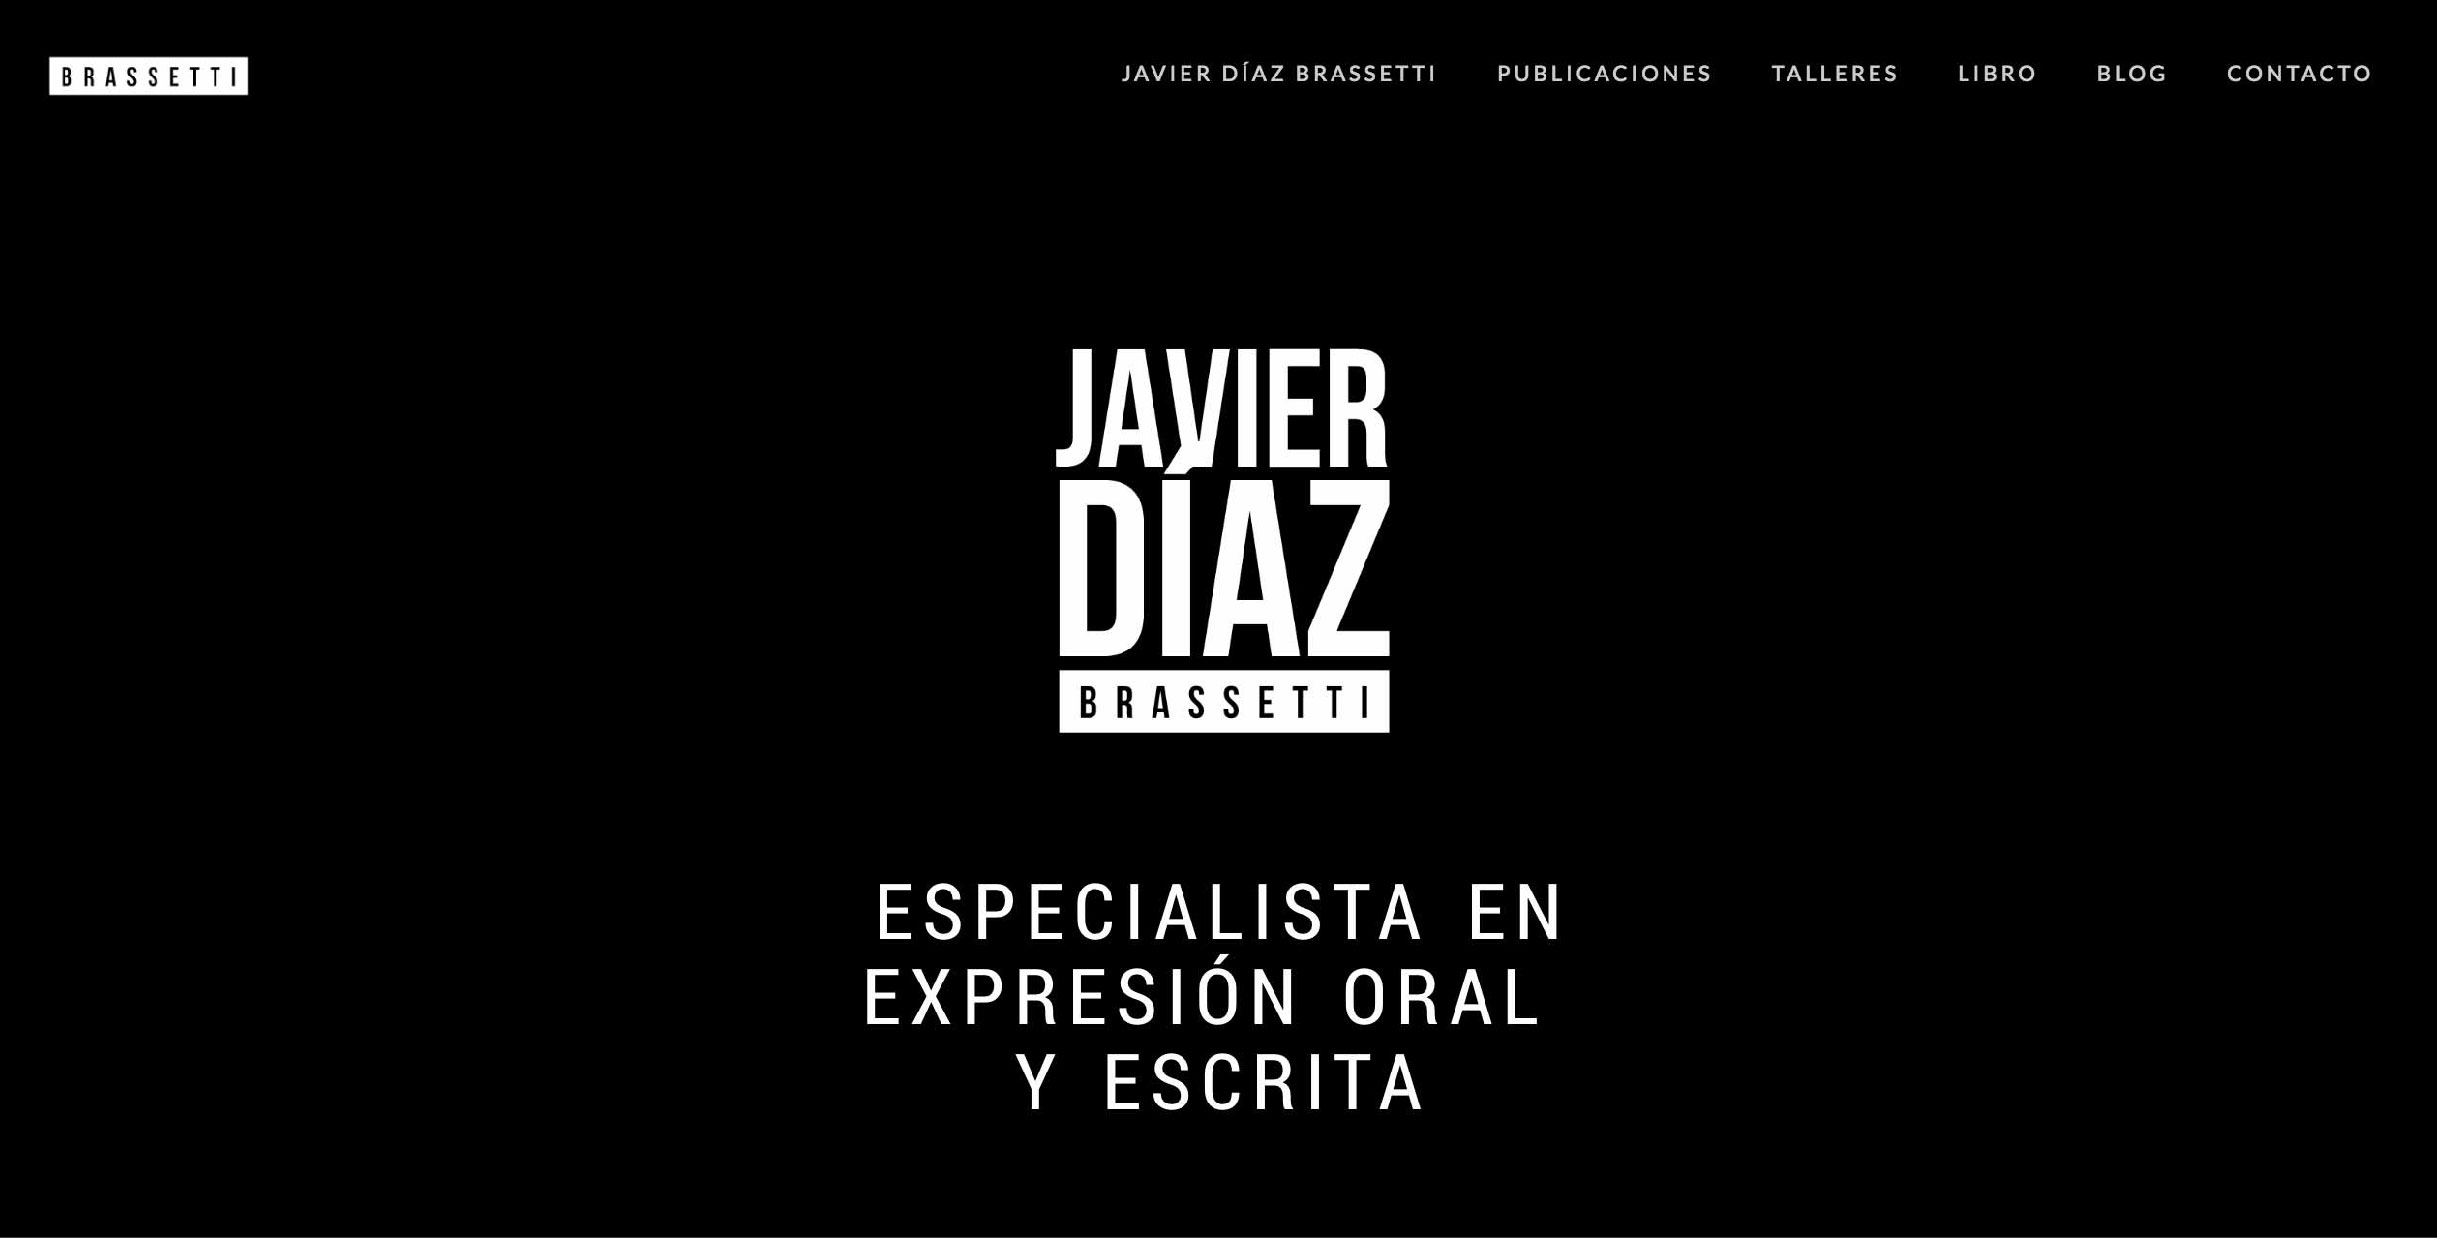 BRASSETTI
JAVIER DÍAZ BRASSETTI PUBLICACIONES TALLERES LIBRO BLOG CONTACTO
JAVIER
DÍAZ
BRASSETTI
ESPECIALISTA EN
EXPRESIÓN ORAL
Y ESCRITA